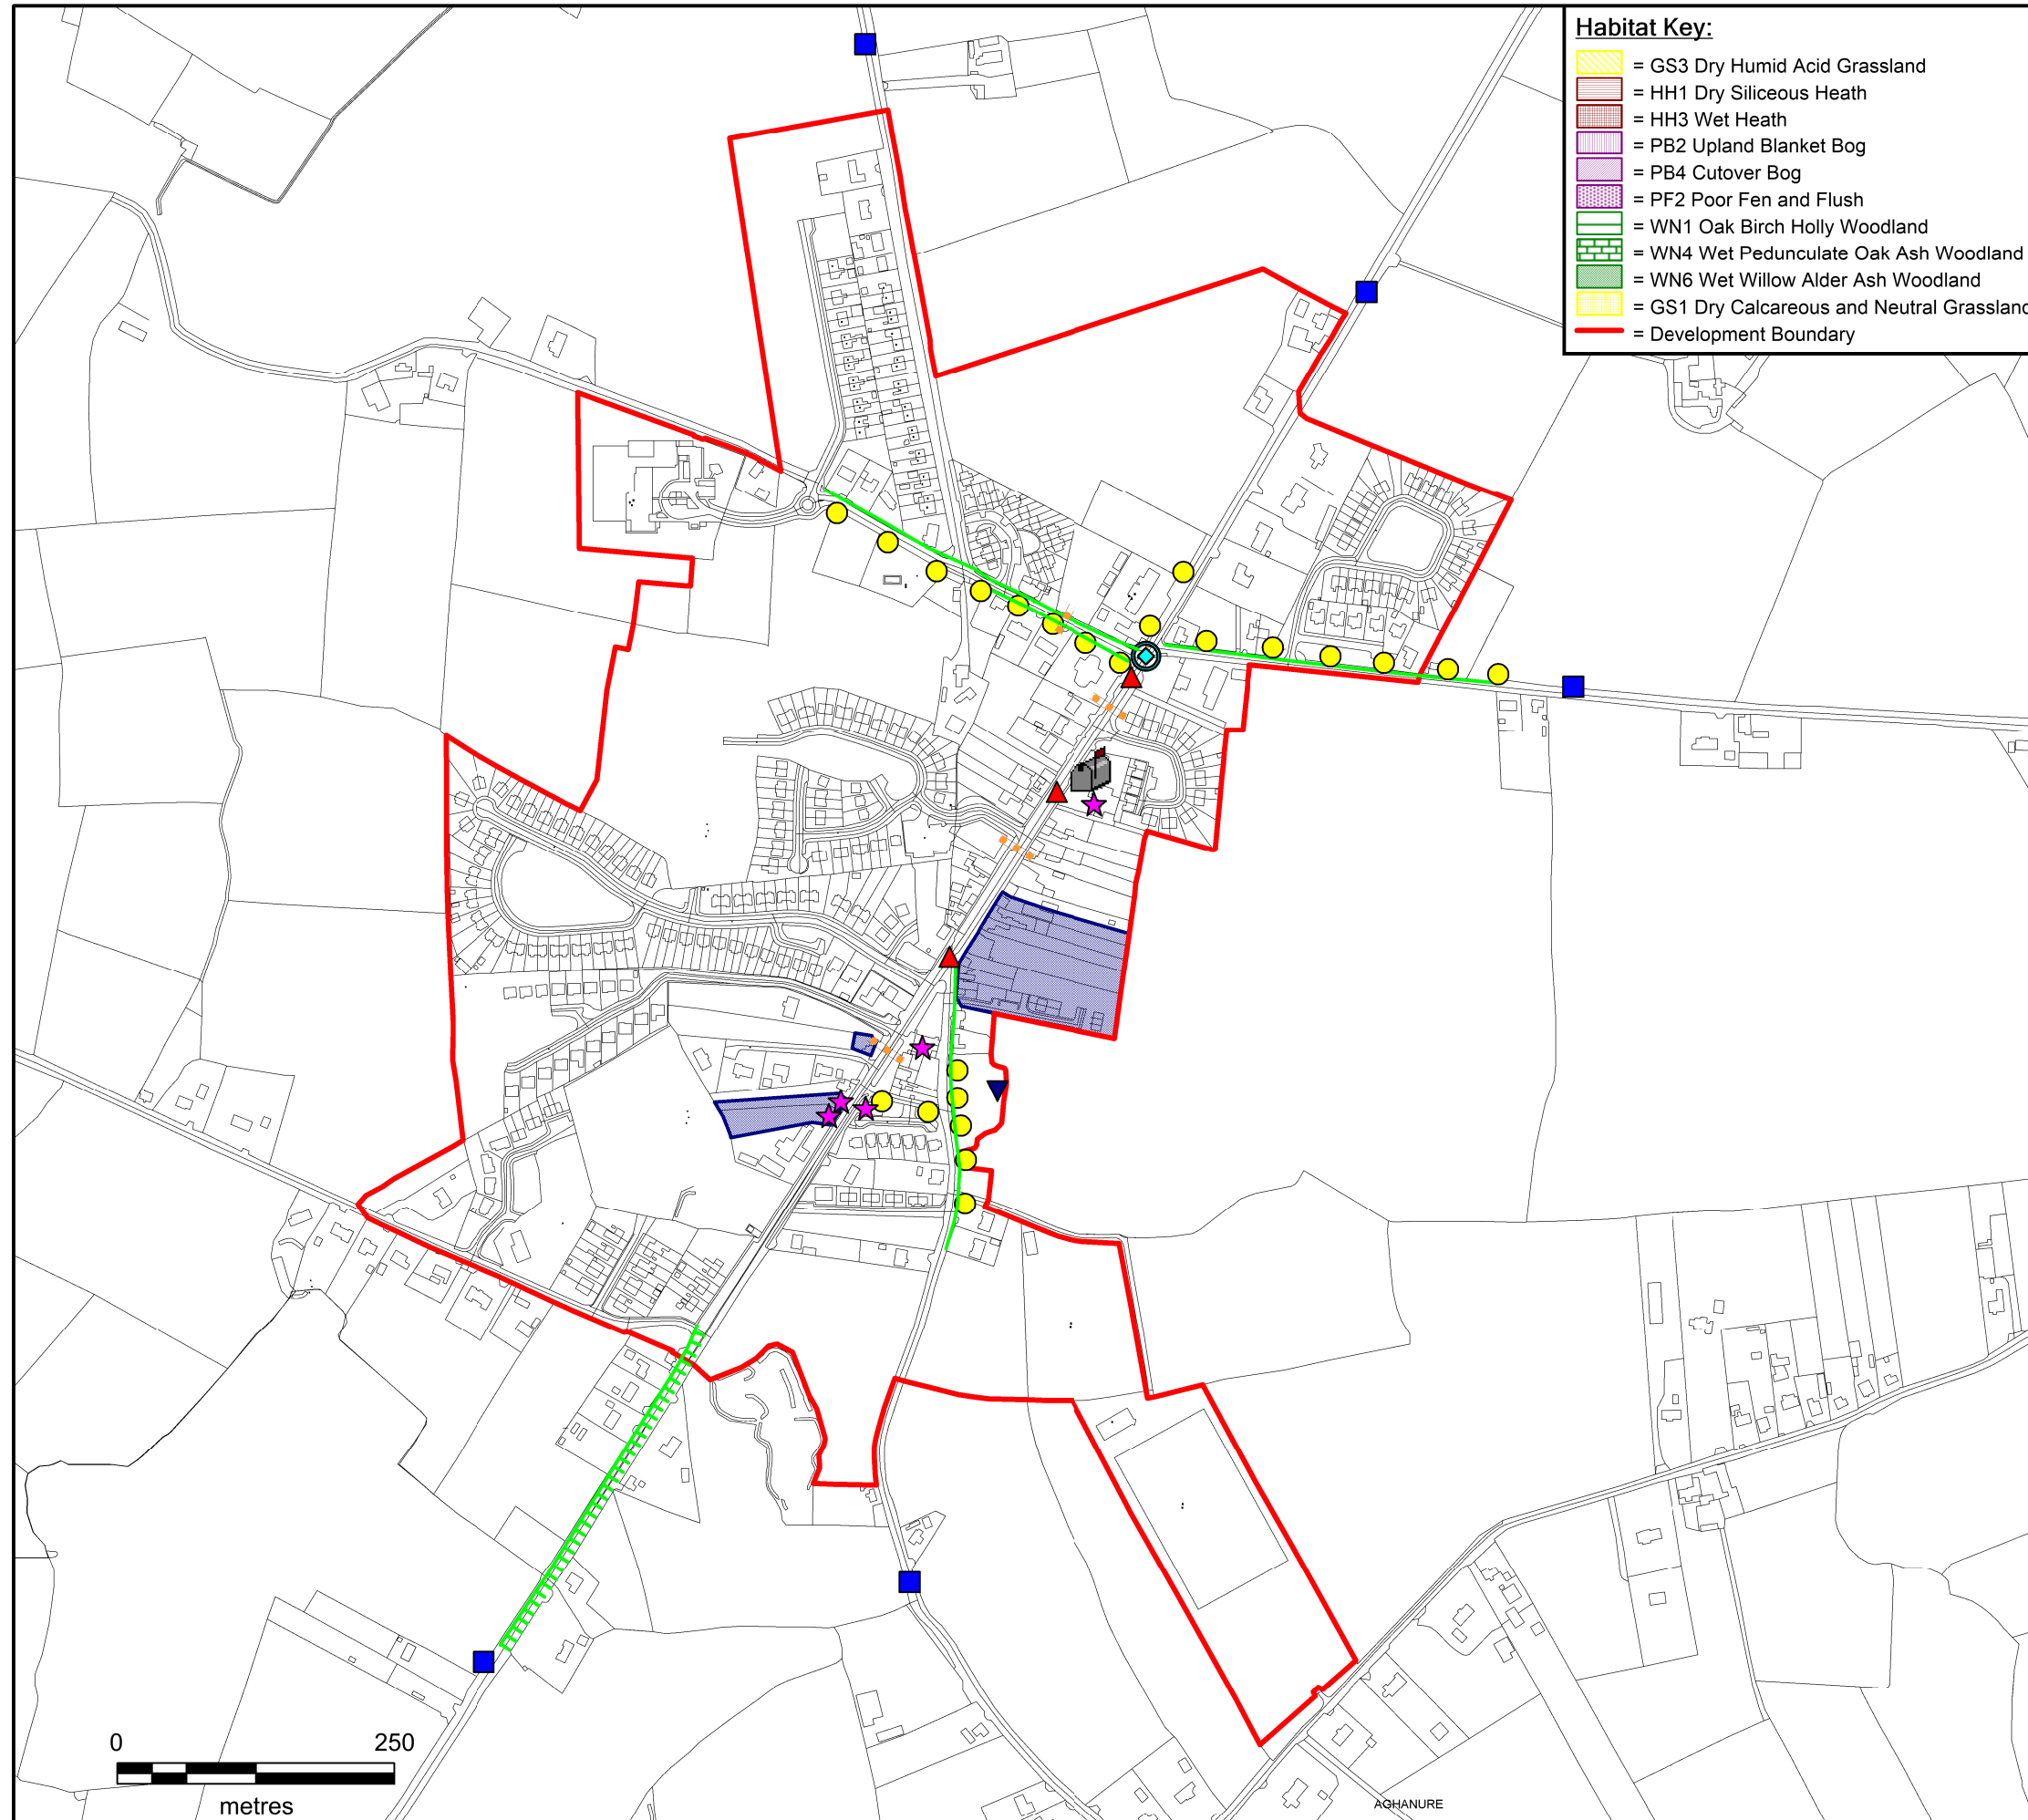 Habitat Key:
= GS3 Dry Humid Acid Grassland
= HH1 Dry Siliceous Heath
= HH3 Wet Heath
= PB2 Upland Blanket Bog
= PB4 Cutover Bog
= PF2 Poor Fen and Flush
= WN1 Oak Birch Holly Woodland
= WN4 Wet Pedunculate Oak Ash Woodland
= WN6 Wet Willow Alder Ash Woodland
= GS1 Dry Calcareous and Neutral Grassland
= Development Boundary
0 250
metres
AGHANURE